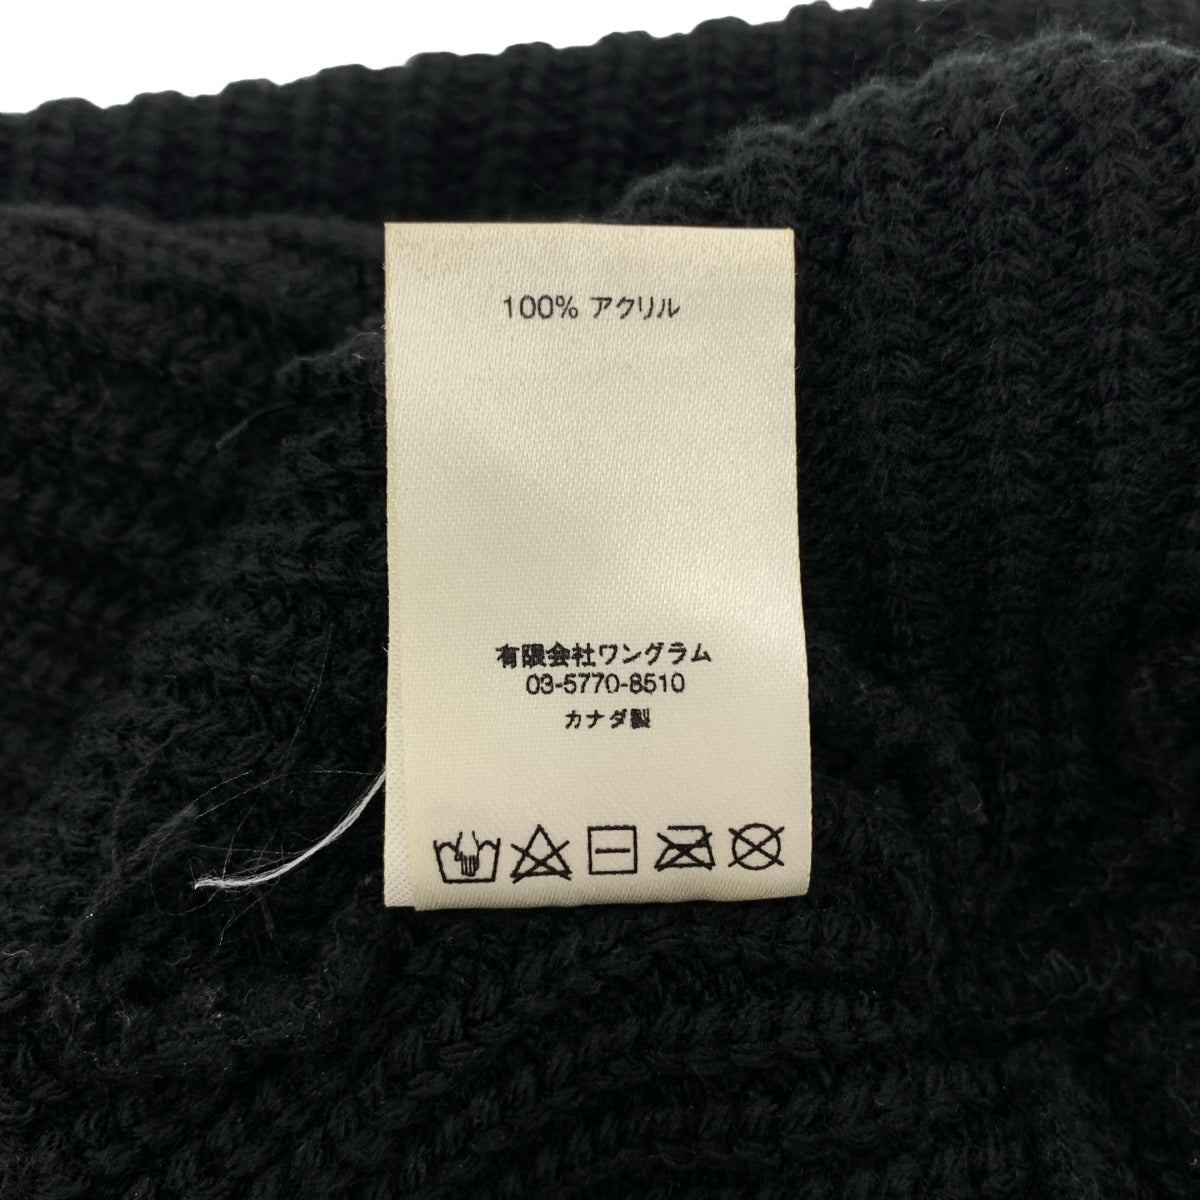 100% アクリル
有限会社ワングラム
03-5770-8510
カナダ製